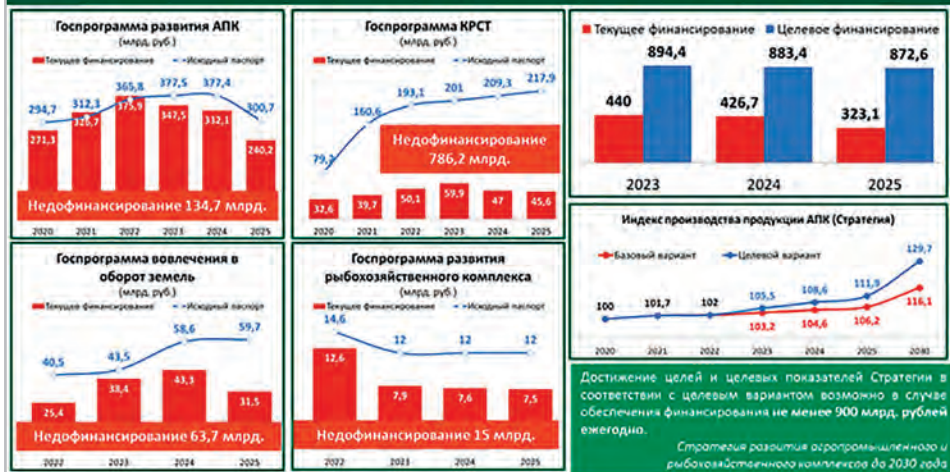 Госпрограмма развития АПК
(млрд. руб.)
Текущее финансирование
Исходный паспорт
294,7
312,3
365,8
377,5
377,4
300,7
271,3
326,7
375,9
347,5
332,1
240,2
Недофинансирование 134,7 млрд.
2020 2021 2022 2023 2024 2025
Госпрограмма КРСТ
(млрд. руб.)
Текущее финансирование
Исходный паспорт
160,6
193,1
201
209,3
217,9
Недофинансирование
786,2 млрд.
32,6
39,7
50,1
59,9
47
45,6
2020 2021 2022 2023 2024 2025
Текущее финансирование
Целевое финансирование
894,4
883,4
872,6
440
426,7
323,1
2023 2024 2025
Госпрограмма вовлечения в
оборот земель
(млрд. руб.)
Текущее финансирование
Исходный паспорт
40,5
43,5
58,6
59,7
25,4
38,4
43,3
31,5
Недофинансирование 63,7 млрд.
2022 2023 2024 2025
Госпрограмма развития
рыбохозяйственного комплекса
(млрд. руб.)
Текущее финансирование
Исходный паспорт
14,6
12
12
12
12,6
7,9
7,6
7,5
Недофинансирование 15 млрд.
2022 2023 2024 2025
Индекс производства продукции АПК (Стратегия)
Базовый вариант
Целевой вариант
100
101,7
102
105,5
108,6
111,9
129,7
103,2
104,6
106,2
116,1
2020 2021 2022 2023 2024 2025 2030
Достижение целей и целевых показателей Стратегии в
соответствии с целевым вариантом возможно в случае
обеспечения финансирования не менее 900 млрд. рублей
ежегодно.
Стратегия развития агропромышленного и
рыбохозяйственного комплексов до 2030 года